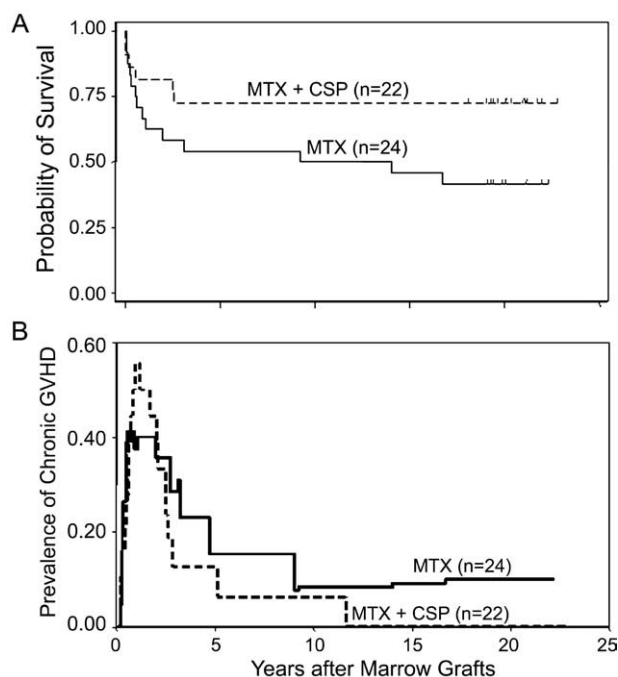 A
Probability of Survival
1.00
0.75
0.50
0.25
0.00
MTX + CSP (n=22)
MTX (n=24)
B
Prevalence of Chronic GVHD
0.60
0.40
0.20
0.00
MTX (n=24)
MTX + CSP (n=22)
0 5 10 15 20 25
Years after Marrow Grafts